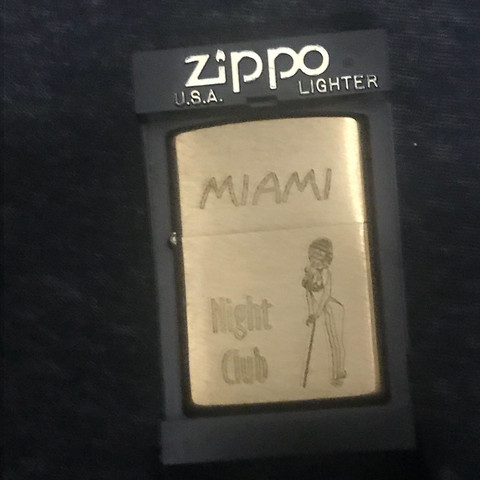 zippo
U.S.A. LIGHTER
MIAMI
Night
Club